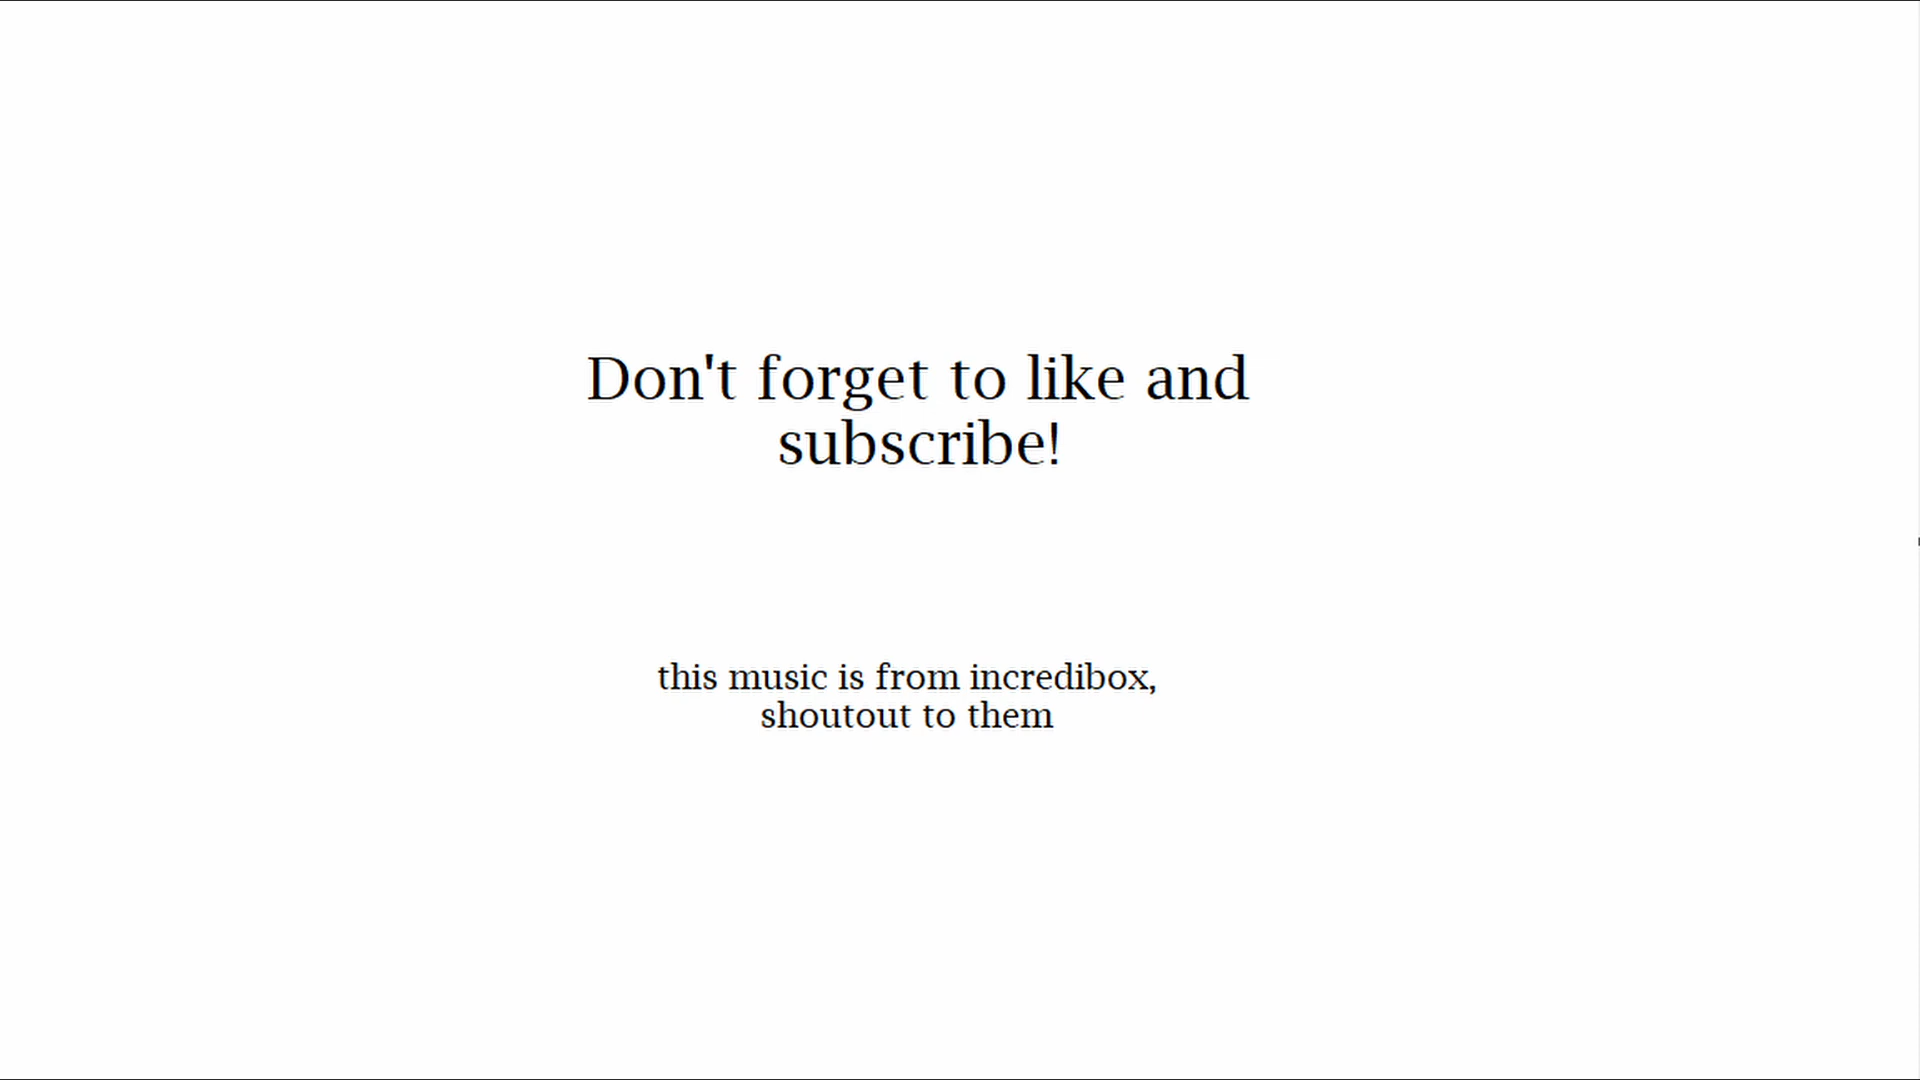 Don't forget to like and
subscribe!
this music is from incredibox,
shoutout to them